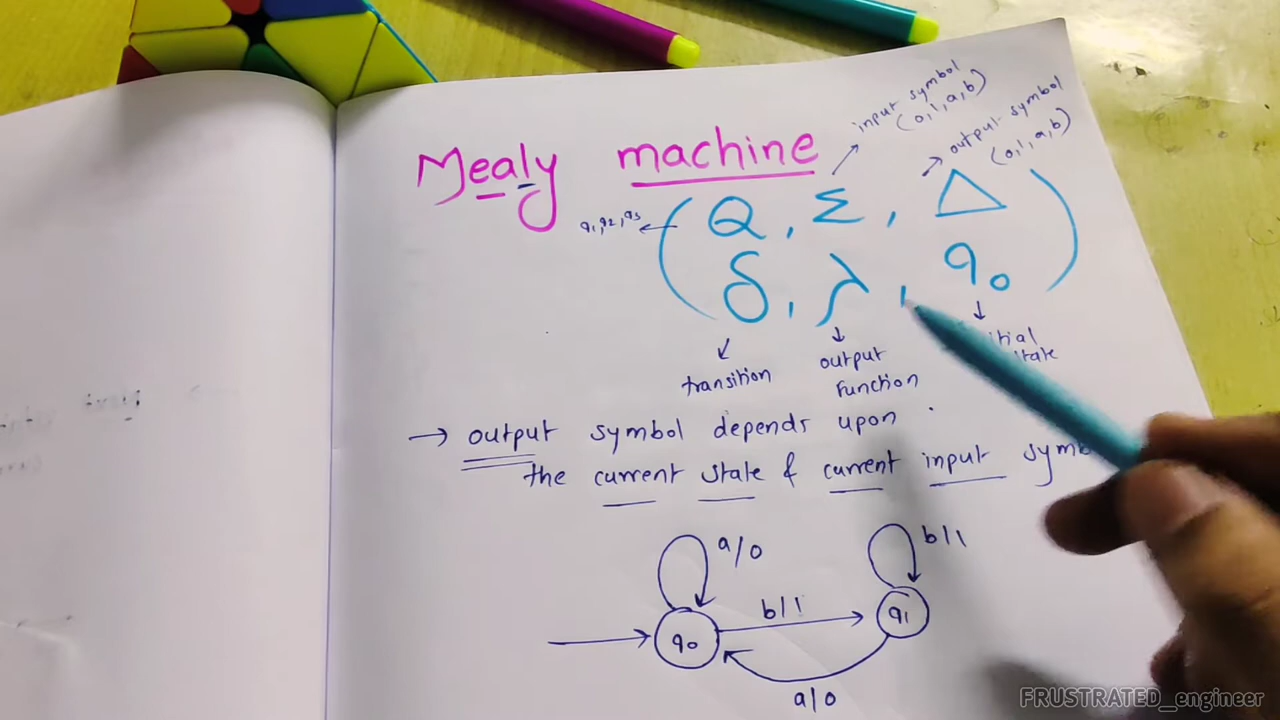 input symbol
(0,1,a,b)
output symbol
(0,1,a,b)
Mealy machine
q1,q2,q3
(Q, Σ, Δ
δ, λ, q0)
transition
output
function
output symbol depends upon
the current state & current input symb
a/0
b/1
b/1
q0
q1
a/0
FRUSTRATED_engineer